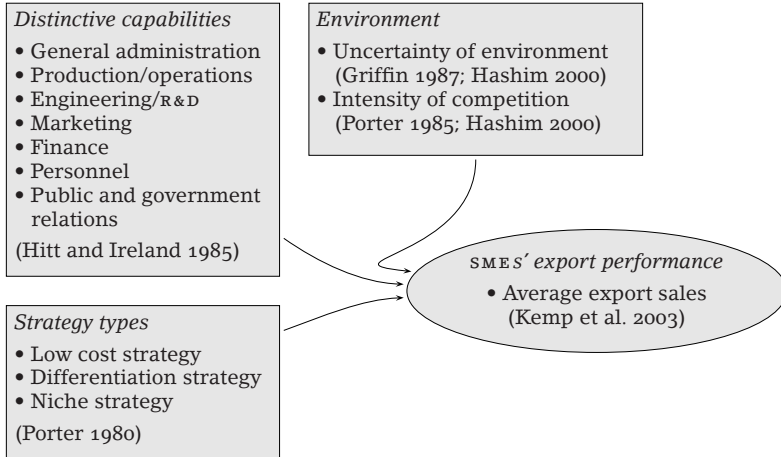 Distinctive capabilities
• General administration
• Production/operations
• Engineering/R&D
• Marketing
• Finance
• Personnel
• Public and government
relations
(Hitt and Ireland 1985)
Environment
• Uncertainty of environment
(Griffin 1987; Hashim 2000)
• Intensity of competition
(Porter 1985; Hashim 2000)
SMEs’ export performance
• Average export sales
(Kemp et al. 2003)
Strategy types
• Low cost strategy
• Differentiation strategy
• Niche strategy
(Porter 1980)